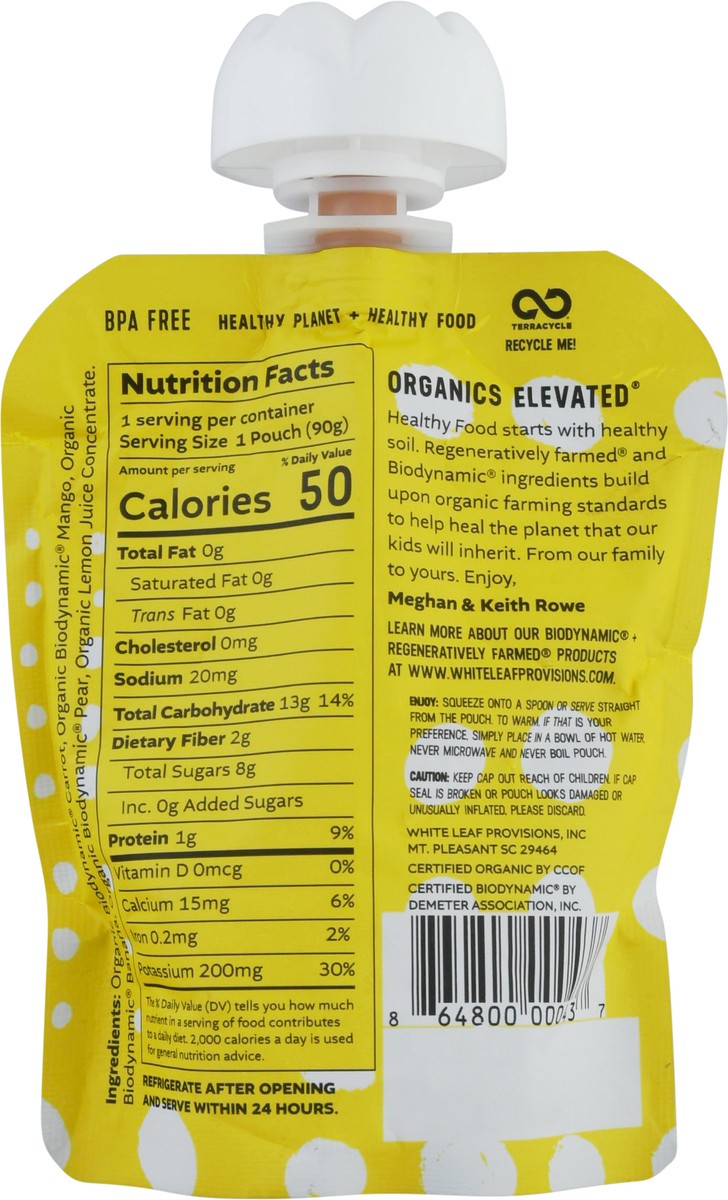 BPA FREE
HEALTHY PLANET + HEALTHY FOOD
TERRACYCLE
RECYCLE ME!
Nutrition Facts
1 serving per container
Serving Size 1 Pouch (90g)
Amount per serving
% Daily Value
Calories 50
Total Fat 0g
Saturated Fat 0g
Trans Fat 0g
Cholesterol 0mg
Sodium 20mg
Total Carbohydrate 13g 14%
Dietary Fiber 2g
Total Sugars 8g
Inc. 0g Added Sugars
Protein 1g 9%
Vitamin D 0mcg 0%
Calcium 15mg 6%
Iron 0.2mg 2%
Potassium 200mg 30%
The % Daily Value (DV) tells you how much
nutrient in a serving of food contributes
to a daily diet. 2,000 calories a day is used
for general nutrition advice.
REFRIGERATE AFTER OPENING
AND SERVE WITHIN 24 HOURS.
Ingredients: Organic Biodynamic® Carrot, Organic Biodynamic® Mango, Organic
Biodynamic® Banana, Organic Biodynamic® Pear, Organic Lemon Juice Concentrate.
ORGANICS ELEVATED®
Healthy Food starts with healthy
soil. Regeneratively farmed® and
Biodynamic® ingredients build
upon organic farming standards
to help heal the planet that our
kids will inherit. From our family
to yours. Enjoy,
Meghan & Keith Rowe
LEARN MORE ABOUT OUR BIODYNAMIC® +
REGENERATIVELY FARMED® PRODUCTS
AT WWW.WHITELEAFPROVISIONS.COM.
ENJOY: SQUEEZE ONTO A SPOON OR SERVE STRAIGHT
FROM THE POUCH. TO WARM, IF THAT IS YOUR
PREFERENCE, SIMPLY PLACE IN A BOWL OF HOT WATER.
NEVER MICROWAVE AND NEVER BOIL POUCH.
CAUTION: KEEP CAP OUT REACH OF CHILDREN. IF CAP
SEAL IS BROKEN OR POUCH LOOKS DAMAGED OR
UNUSUALLY INFLATED, PLEASE DISCARD.
WHITE LEAF PROVISIONS, INC
MT. PLEASANT SC 29464
CERTIFIED ORGANIC BY CCOF
CERTIFIED BIODYNAMIC® BY
DEMETER ASSOCIATION, INC.
8 64800 00043 7